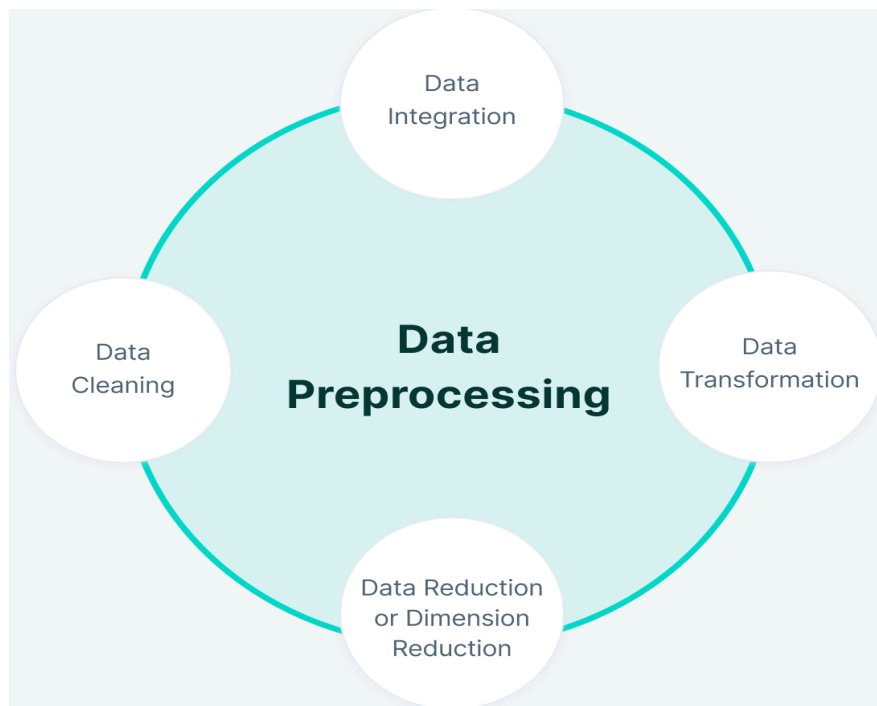 Data
Integration
Data
Cleaning
Data
Preprocessing
Data
Transformation
Data Reduction
or Dimension
Reduction